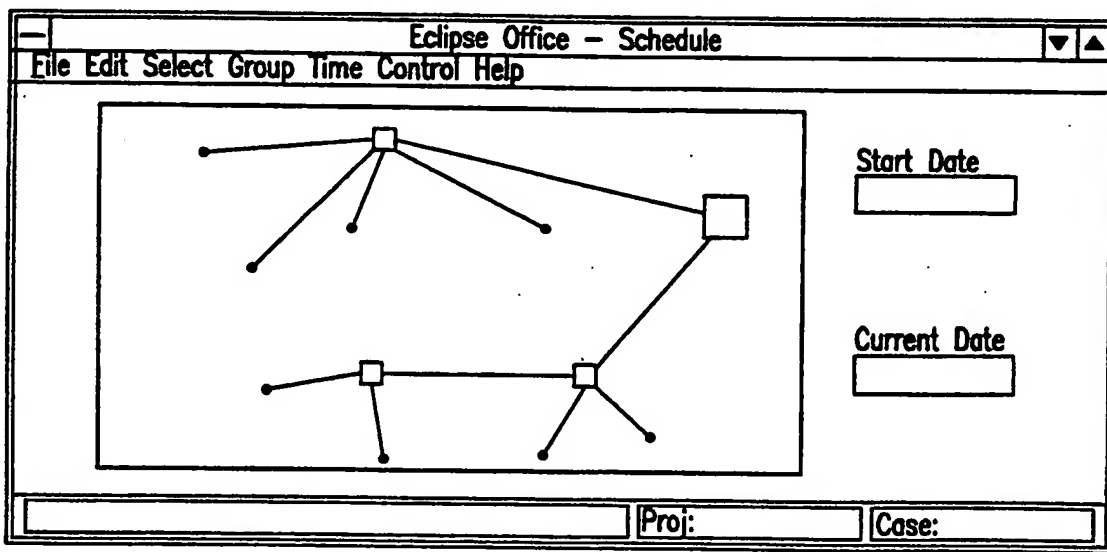 Eclipse Office – Schedule
File Edit Select Group Time Control Help
Start Date
Current Date
Proj: Case: